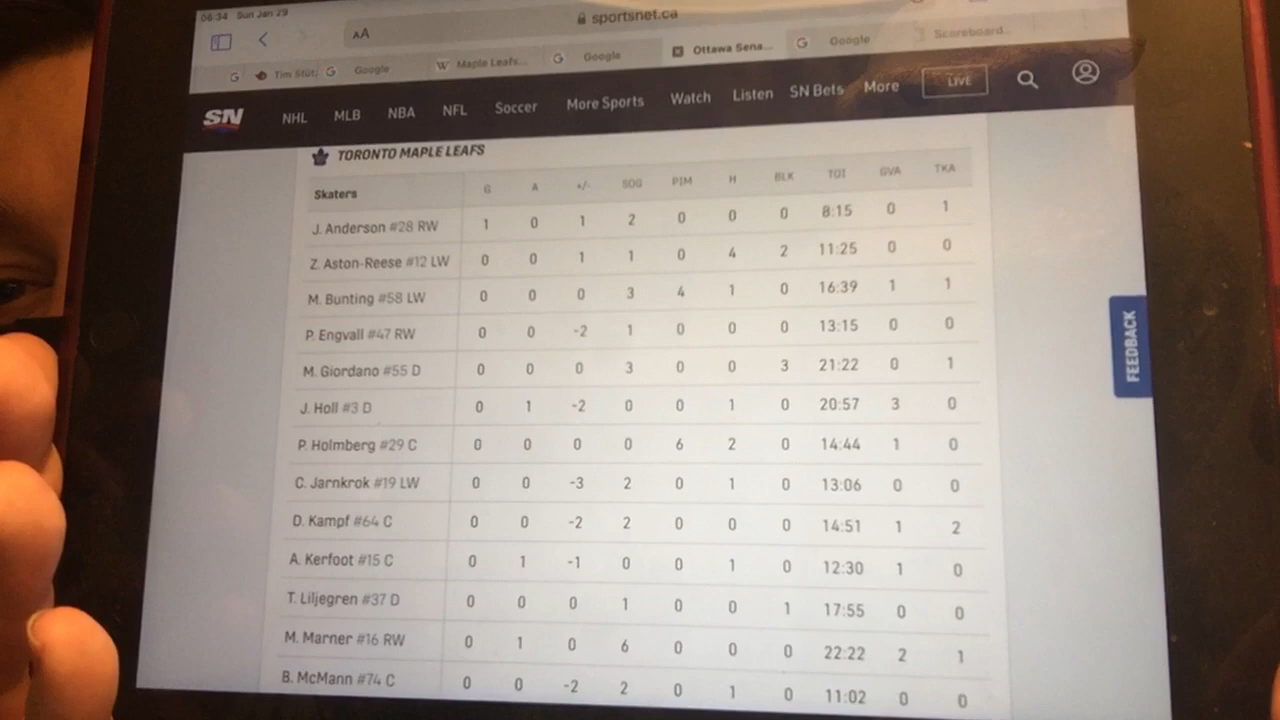 06:34 Sun Jan 29
AA sportsnet.ca
G Tim Stüt G Google W Maple Leafs... G Google Ottawa Sena... G Google Scoreboard...
SN NHL MLB NBA NFL Soccer More Sports Watch Listen SN Bets More LIVE
TORONTO MAPLE LEAFS
Skaters G A +/- SOG PIM H BLK TOI GVA TKA
J. Anderson #28 RW 1 0 1 2 0 0 0 8:15 0 1
Z. Aston-Reese #12 LW 0 0 1 1 0 4 2 11:25 0 0
M. Bunting #58 LW 0 0 0 3 4 1 0 16:39 1 1
P. Engvall #47 RW 0 0 -2 1 0 0 0 13:15 0 0
M. Giordano #55 D 0 0 0 3 0 0 3 21:22 0 1
J. Holl #3 D 0 1 -2 0 0 1 0 20:57 3 0
P. Holmberg #29 C 0 0 0 0 6 2 0 14:44 1 0
C. Jarnkrok #19 LW 0 0 -3 2 0 1 0 13:06 0 0
D. Kampf #64 C 0 0 -2 2 0 0 0 14:51 1 2
A. Kerfoot #15 C 0 1 -1 0 0 1 0 12:30 1 0
T. Liljegren #37 D 0 0 0 1 0 0 1 17:55 0 0
M. Marner #16 RW 0 1 0 6 0 0 0 22:22 2 1
B. McMann #74 C 0 0 -2 2 0 1 0 11:02 0 0
FEEDBACK